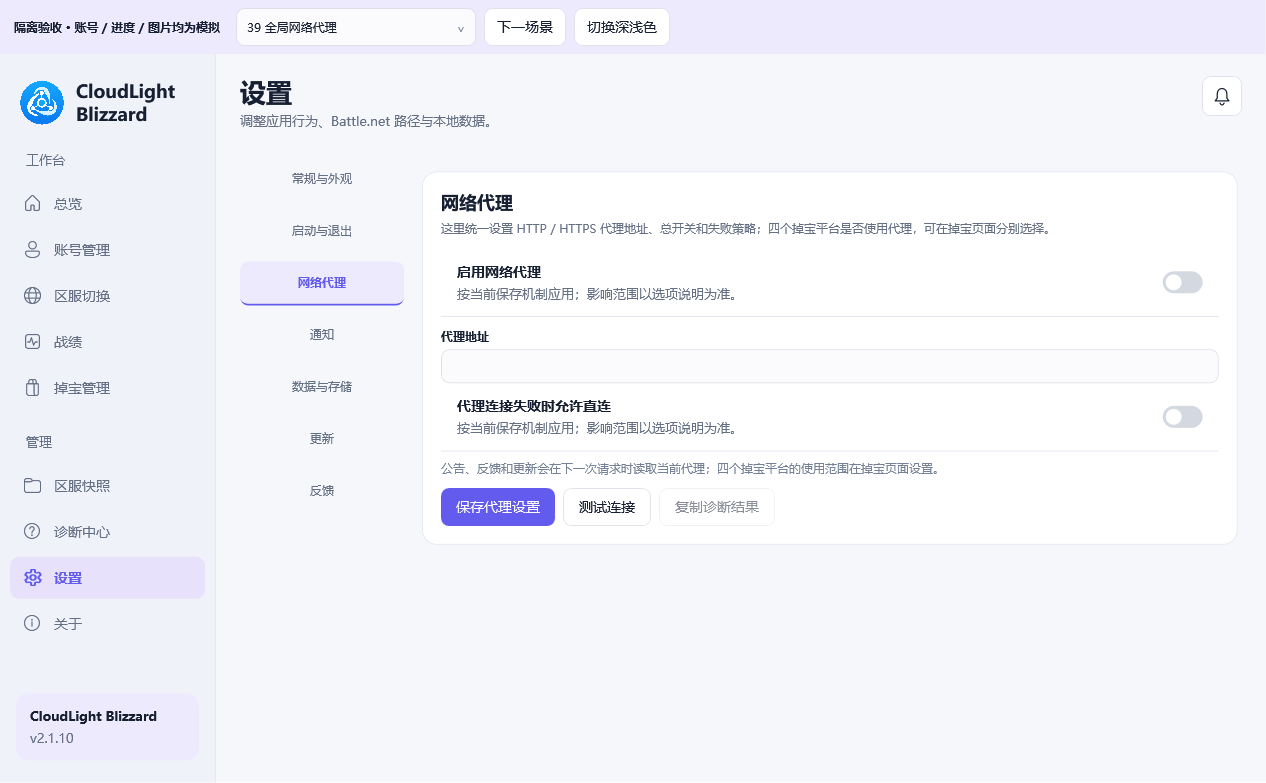 隔离验收 • 账号 / 进度 / 图片均为模拟
39 全局网络代理
下一场景
切换深浅色
CloudLight
Blizzard
工作台
总览
账号管理
区服切换
战绩
掉宝管理
管理
区服快照
诊断中心
设置
关于
CloudLight Blizzard
v2.1.10
设置
调整应用行为、Battle.net 路径与本地数据。
常规与外观
启动与退出
网络代理
通知
数据与存储
更新
反馈
网络代理
这里统一设置 HTTP / HTTPS 代理地址、总开关和失败策略；四个掉宝平台是否使用代理，可在掉宝页面分别选择。
启用网络代理
按当前保存机制应用；影响范围以选项说明为准。
代理地址
代理连接失败时允许直连
按当前保存机制应用；影响范围以选项说明为准。
公告、反馈和更新会在下一次请求时读取当前代理；四个掉宝平台的使用范围在掉宝页面设置。
保存代理设置
测试连接
复制诊断结果